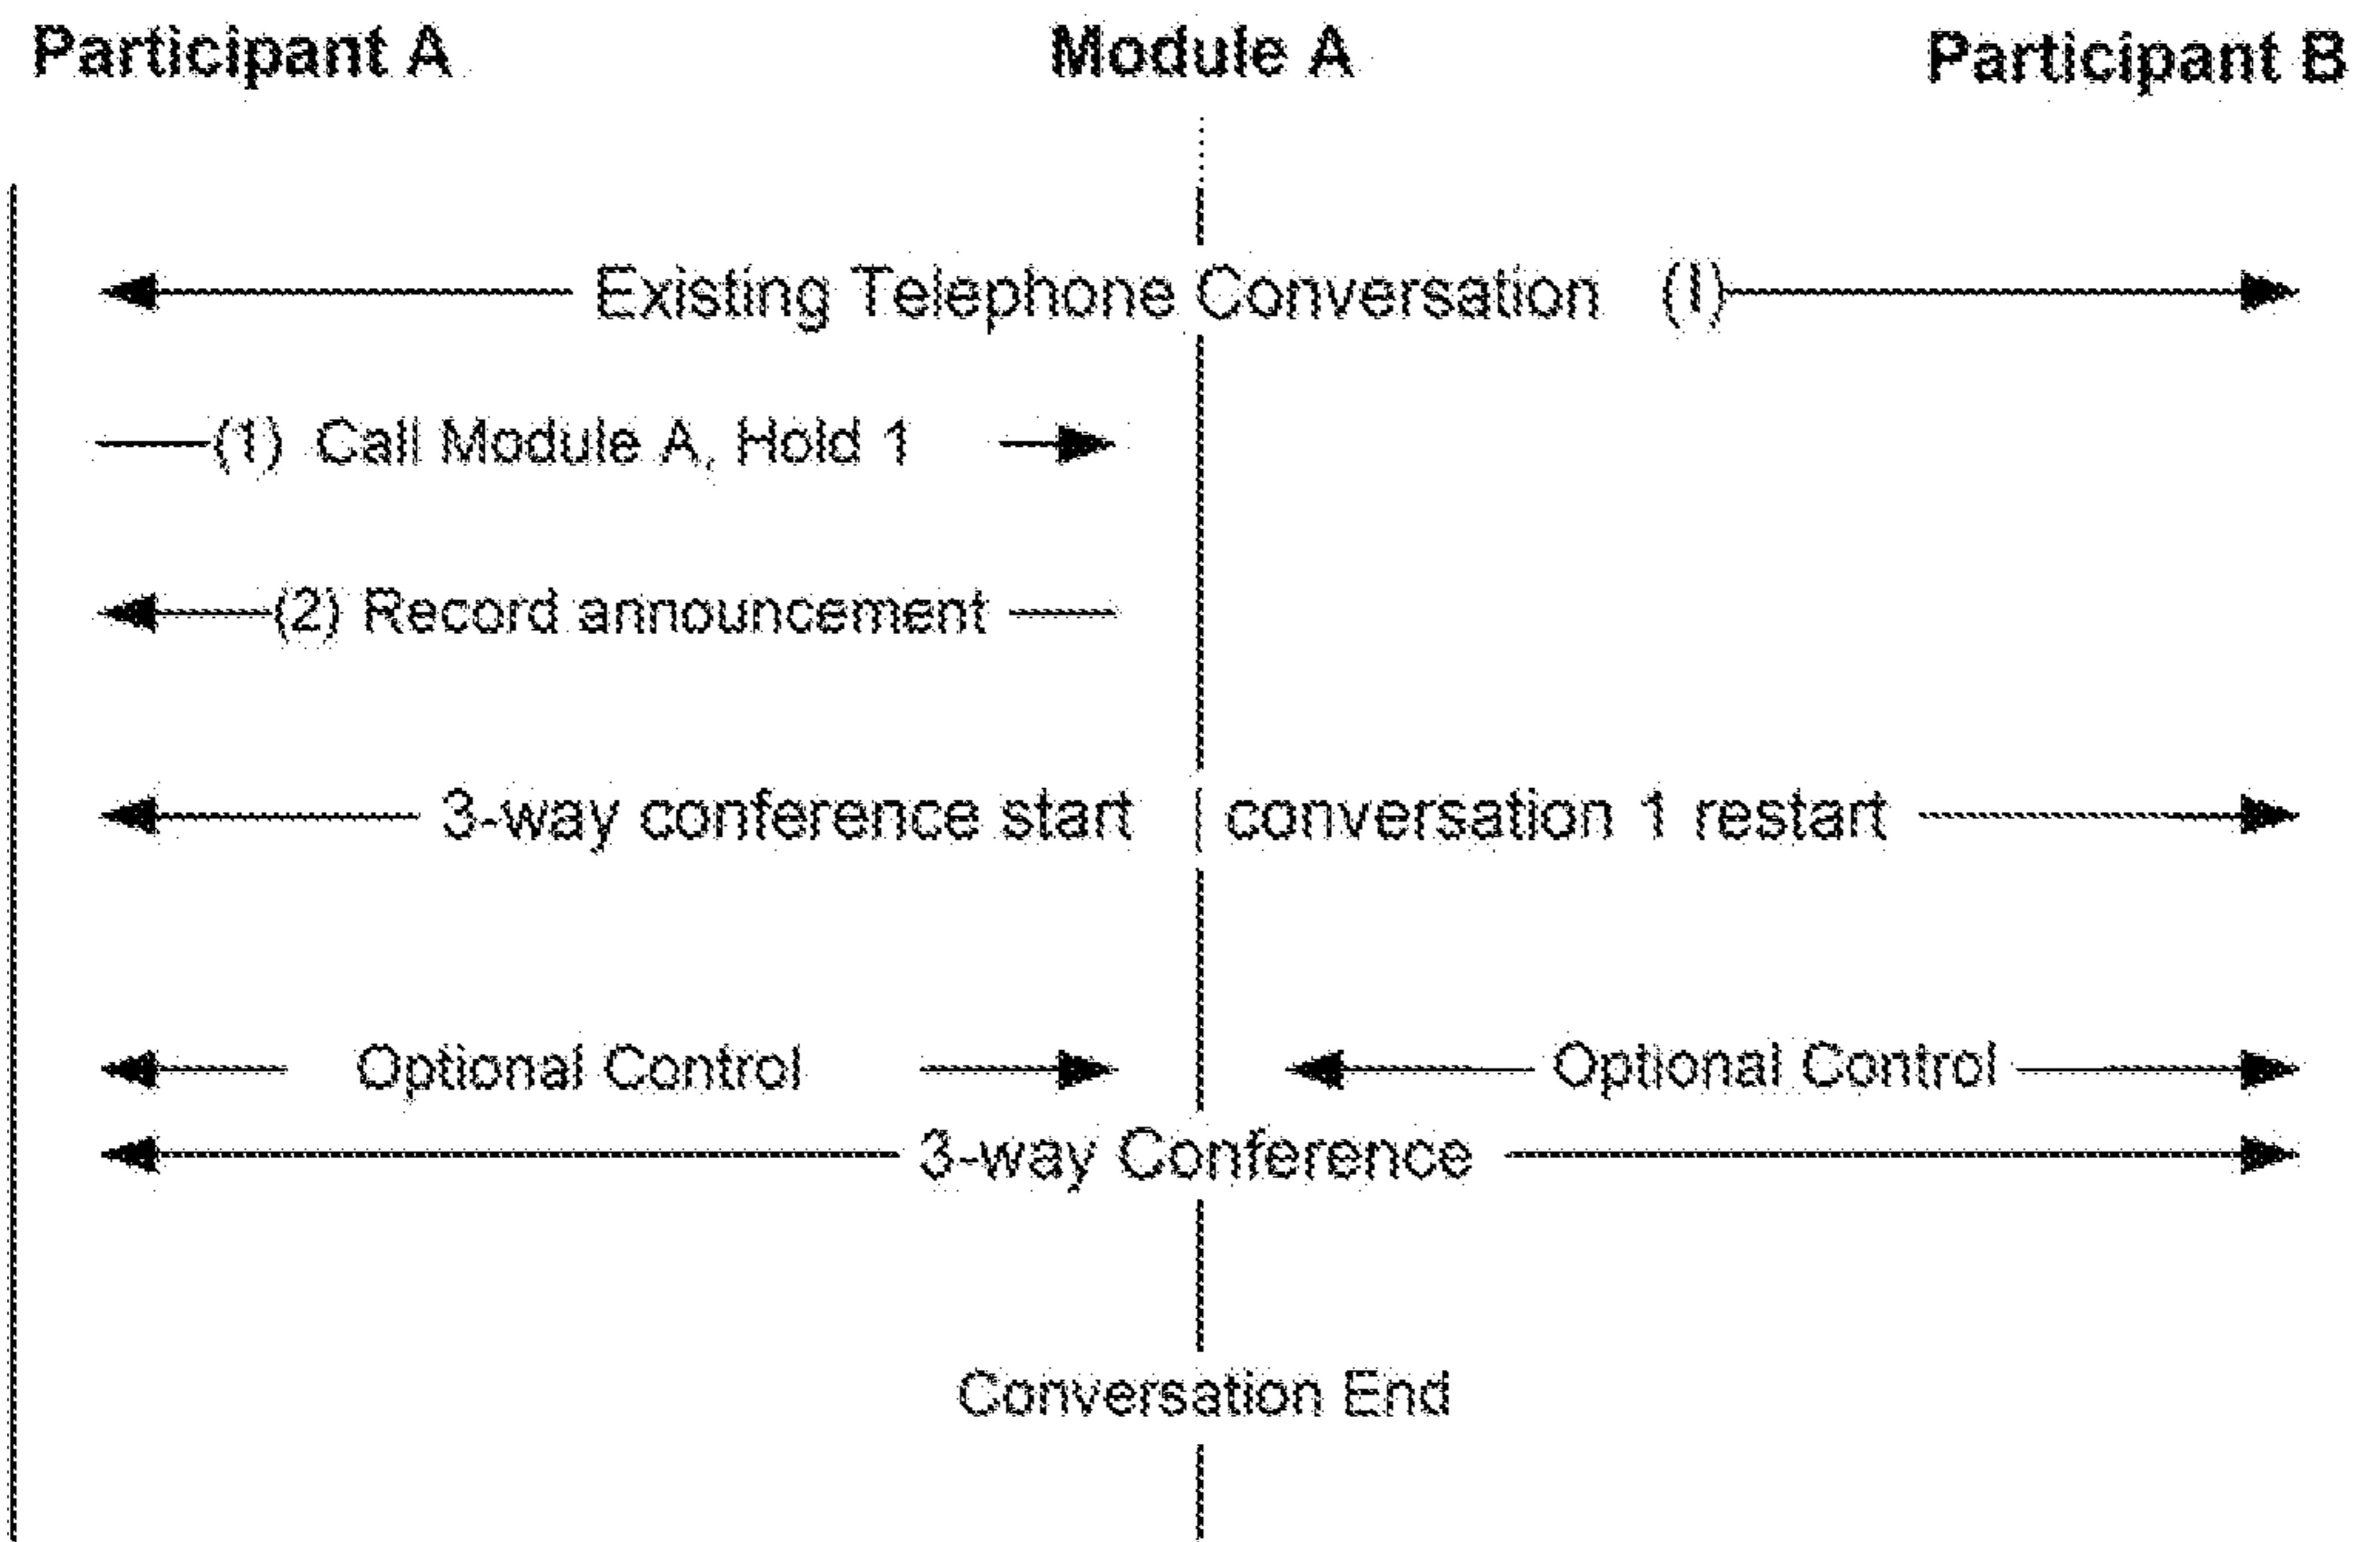 Participant A Module A Participant B
Existing Telephone Conversation (I)
(1) Call Module A, Hold 1
(2) Record announcement
3-way conference start conversation 1 restart
Optional Control Optional Control
3-way Conference
Conversation End